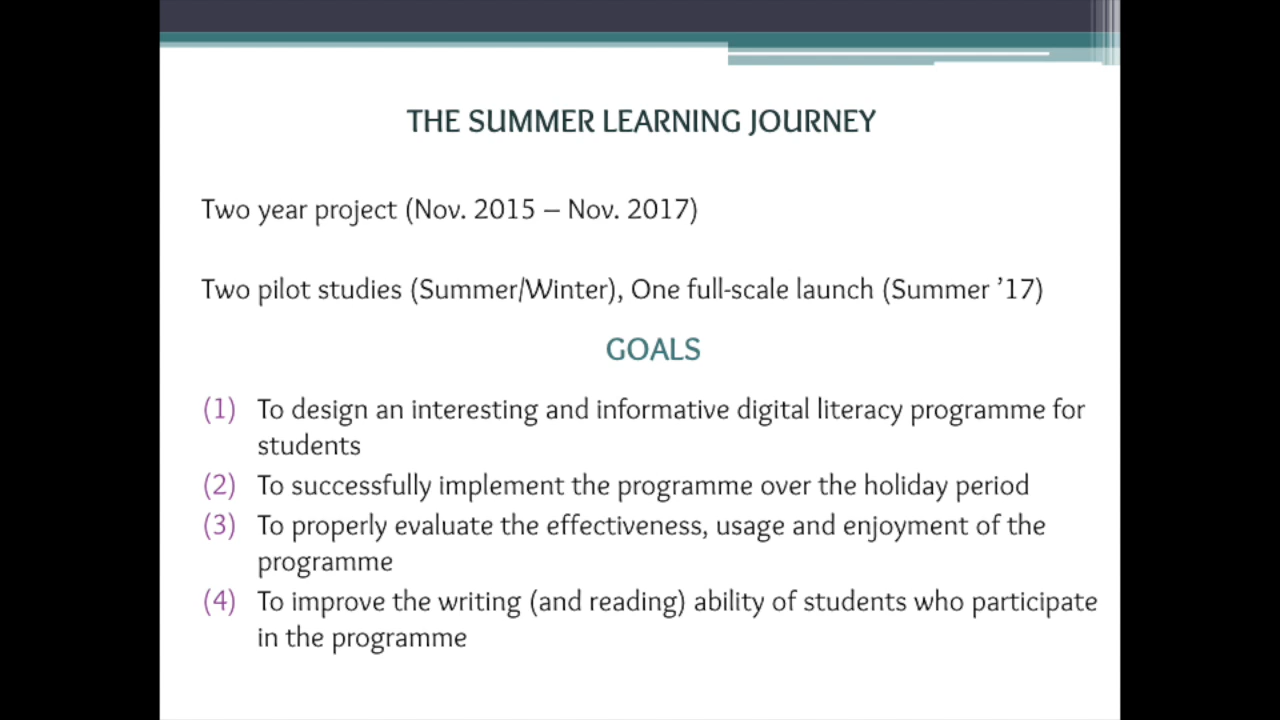 THE SUMMER LEARNING JOURNEY
Two year project (Nov. 2015 – Nov. 2017)
Two pilot studies (Summer/Winter), One full-scale launch (Summer ’17)
GOALS
(1) To design an interesting and informative digital literacy programme for
students
(2) To successfully implement the programme over the holiday period
(3) To properly evaluate the effectiveness, usage and enjoyment of the
programme
(4) To improve the writing (and reading) ability of students who participate
in the programme